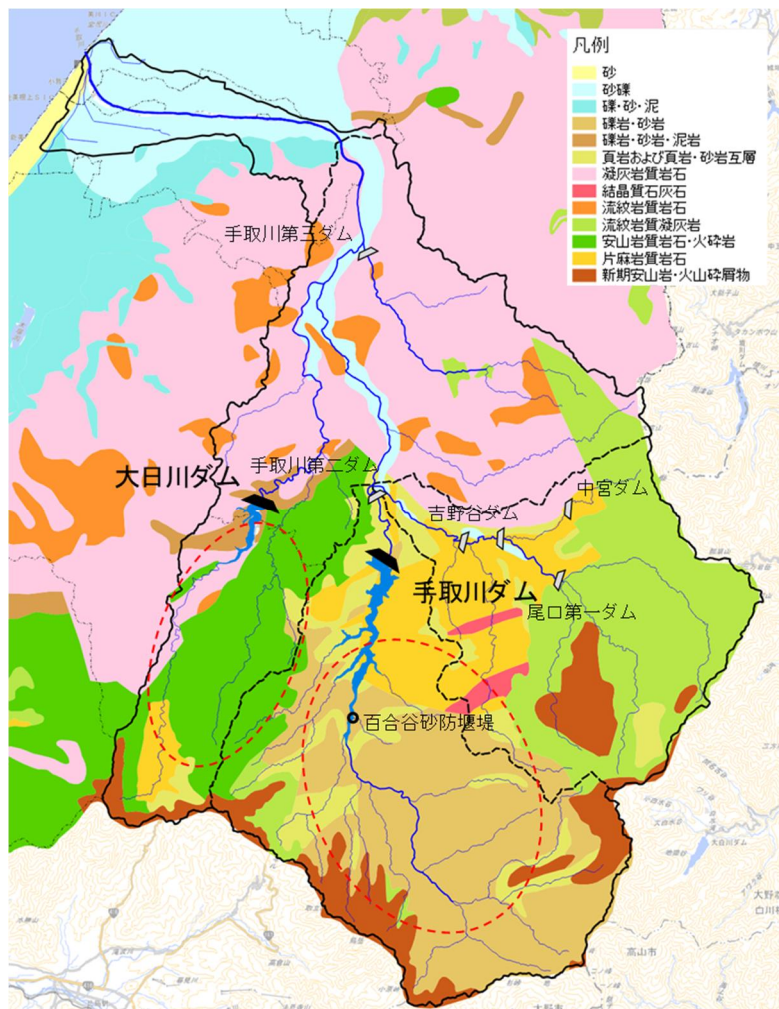 凡例
砂
砂礫
礫・砂・泥
礫岩・砂岩
礫岩・砂岩・泥岩
頁岩および頁岩・砂岩互層
凝灰岩質岩石
結晶質石灰石
流紋岩質岩石
流紋質凝灰岩
安山岩質岩石・火砕岩
片麻岩質岩石
新期安山岩・火山砕屑物
手取川第三ダム
大日川ダム
手取川第二ダム
中宮ダム
吉野谷ダム
手取川ダム
尾口第一ダム
百合谷砂防堰堤
高山市